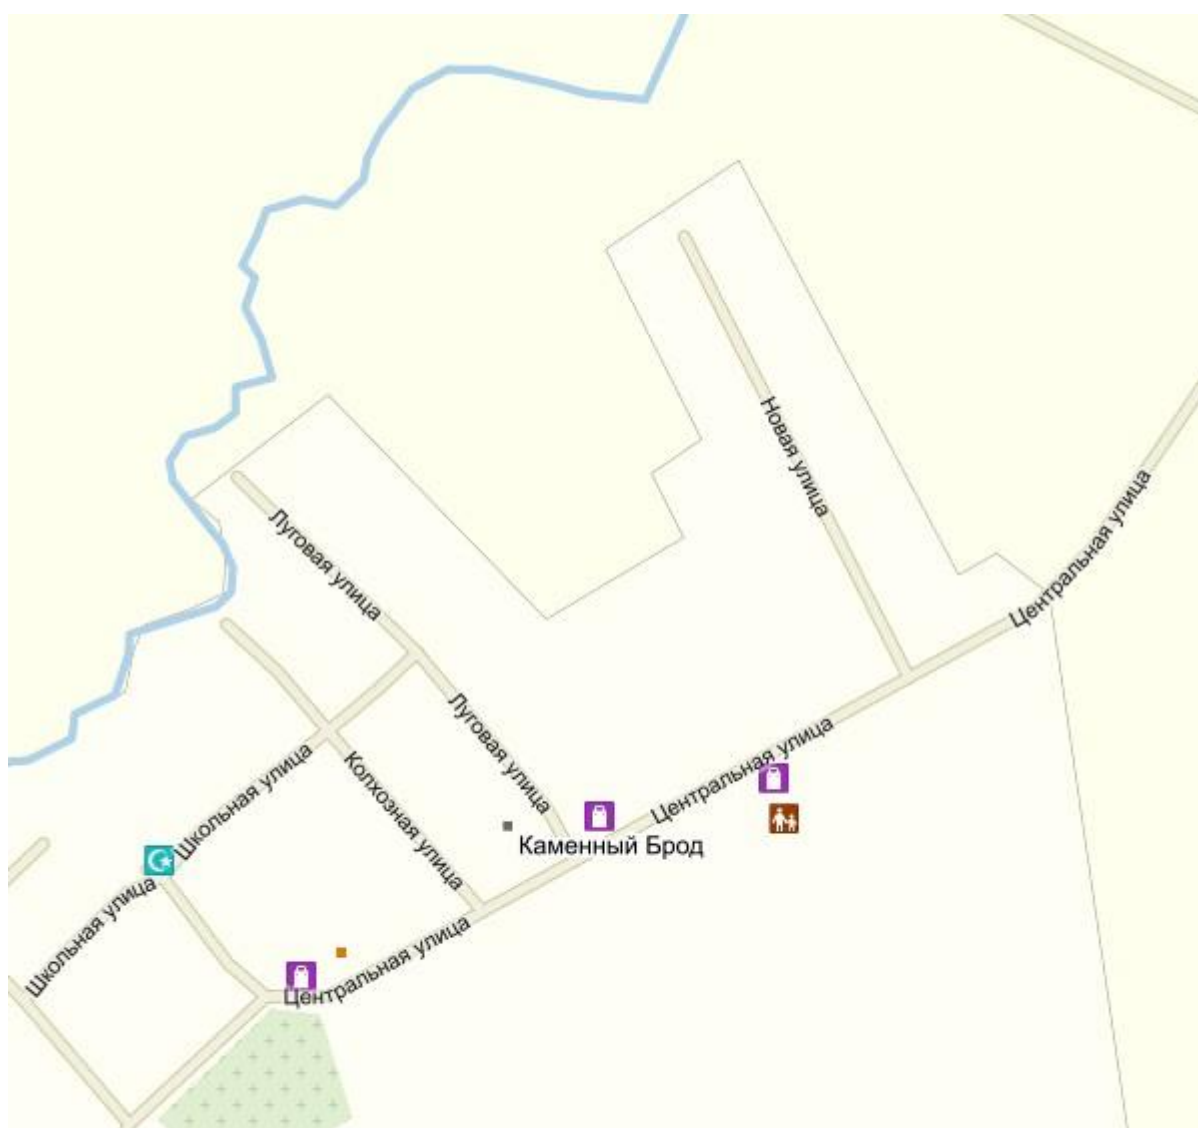 Новая улица
Центральная улица
Луговая улица
Луговая улица
Центральная улица
Школьная улица
Колхозная улица
Каменный Брод
Школьная улица
Центральная улица
Центральная улица